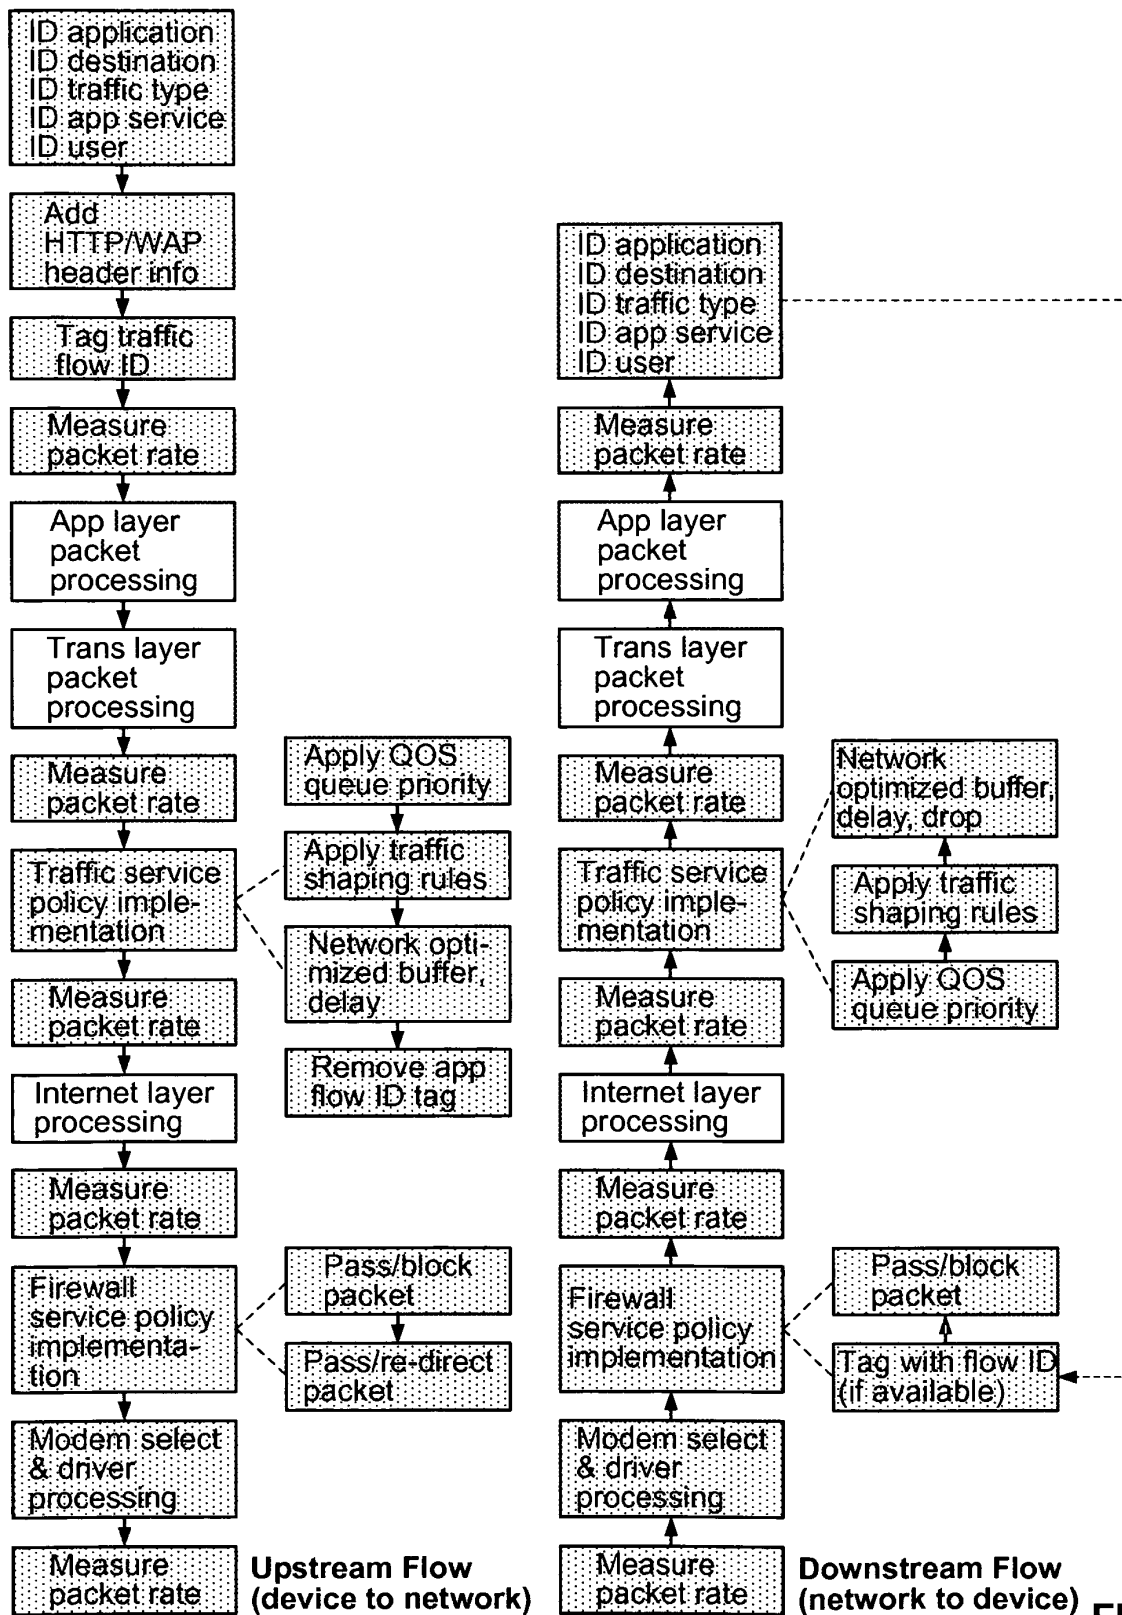 ID application
ID destination
ID traffic type
ID app service
ID user
Add
HTTP/WAP
header info
Tag traffic
flow ID
Measure
packet rate
App layer
packet
processing
Trans layer
packet
processing
Measure
packet rate
Traffic service
policy imple-
mentation
Measure
packet rate
Internet layer
processing
Measure
packet rate
Firewall
service policy
implementa-
tion
Modem select
& driver
processing
Measure
packet rate
Apply QOS
queue priority
Apply traffic
shaping rules
Network opti-
mized buffer,
delay
Remove app
flow ID tag
Pass/block
packet
Pass/re-direct
packet
Upstream Flow
(device to network)
ID application
ID destination
ID traffic type
ID app service
ID user
Measure
packet rate
App layer
packet
processing
Trans layer
packet
processing
Measure
packet rate
Traffic service
policy imple-
mentation
Measure
packet rate
Internet layer
processing
Measure
packet rate
Firewall
service policy
implementation
Modem select
& driver
processing
Measure
packet rate
Network
optimized buffer,
delay, drop
Apply traffic
shaping rules
Apply QOS
queue priority
Pass/block
packet
Tag with flow ID
(if available)
Downstream Flow
(network to device)